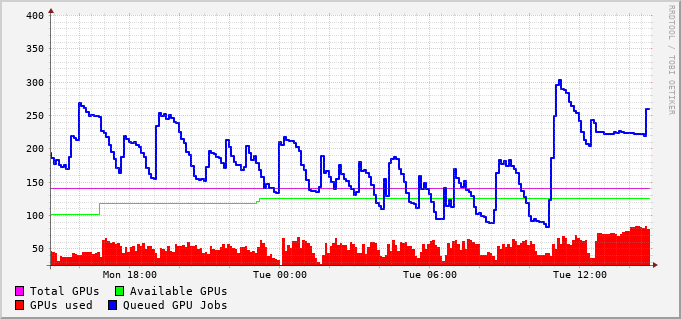 400
350
300
250
200
150
100
50
Mon 18:00 Tue 00:00 Tue 06:00 Tue 12:00
Total GPUs Available GPUs
GPUs used Queued GPU Jobs
RRDTOOL / TOBI OETIKER